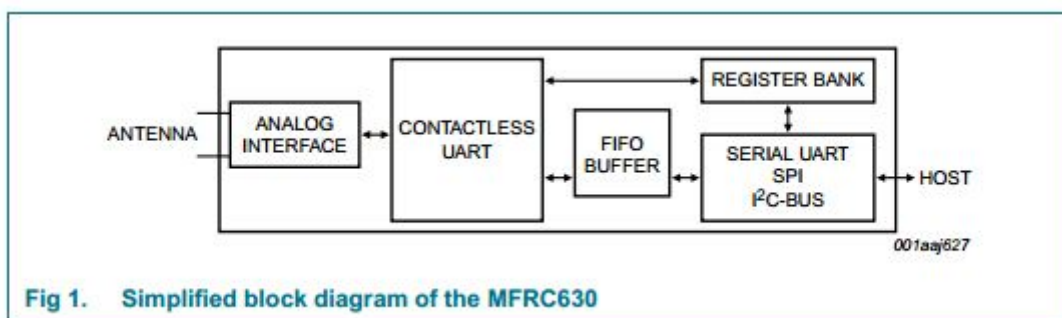 ANTENNA
ANALOG
INTERFACE
CONTACTLESS
UART
FIFO
BUFFER
REGISTER BANK
SERIAL UART
SPI
I²C-BUS
HOST
001aaj627
Fig 1. Simplified block diagram of the MFRC630